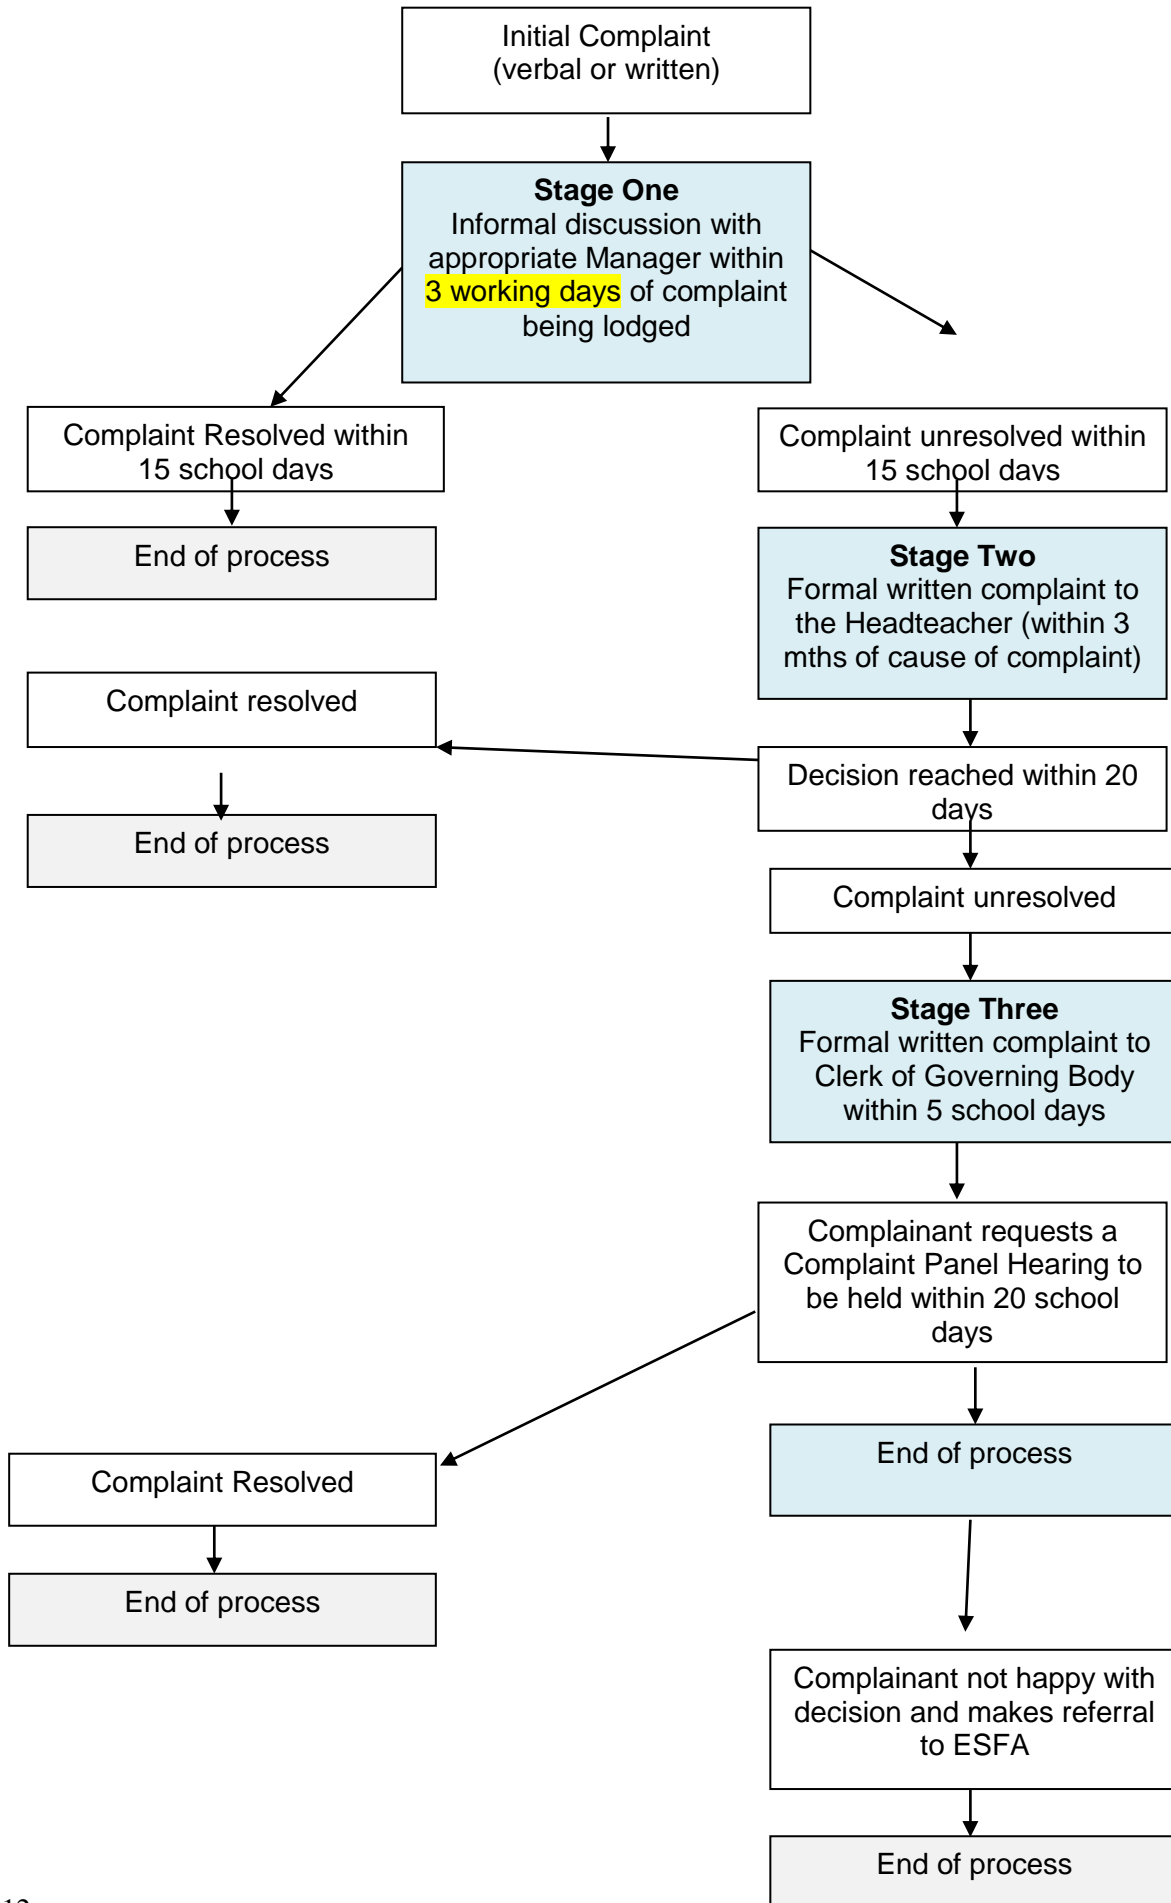 Initial Complaint
(verbal or written)
Stage One
Informal discussion with
appropriate Manager within
3 working days of complaint
being lodged
Complaint Resolved within
15 school days
Complaint unresolved within
15 school days
End of process
Stage Two
Formal written complaint to
the Headteacher (within 3
mths of cause of complaint)
Complaint resolved
Decision reached within 20
days
End of process
Complaint unresolved
Stage Three
Formal written complaint to
Clerk of Governing Body
within 5 school days
Complainant requests a
Complaint Panel Hearing to
be held within 20 school
days
End of process
Complaint Resolved
End of process
Complainant not happy with
decision and makes referral
to ESFA
End of process